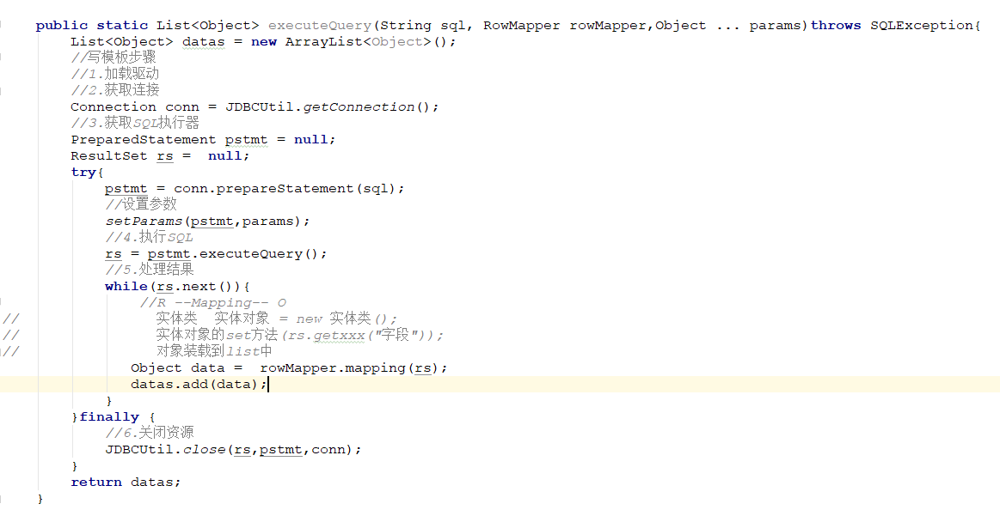 public static List<Object> executeQuery(String sql, RowMapper rowMapper,Object ... params)throws SQLException{
    List<Object> datas = new ArrayList<Object>();
    //写模板步骤
    //1.加载驱动
    //2.获取连接
    Connection conn = JDBCUtil.getConnection();
    //3.获取SQL执行器
    PreparedStatement pstmt = null;
    ResultSet rs =  null;
    try{
        pstmt = conn.prepareStatement(sql);
        //设置参数
        setParams(pstmt,params);
        //4.执行SQL
        rs = pstmt.executeQuery();
        //5.处理结果
        while(rs.next()){
            //R --Mapping-- O
//                实体类  实体对象 = new 实体类();
//                实体对象的set方法(rs.getxxx("字段"));
//                对象装载到list中
           Object data =  rowMapper.mapping(rs);
           datas.add(data);
        }
    }finally {
        //6.关闭资源
        JDBCUtil.close(rs,pstmt,conn);
    }
    return datas;
}